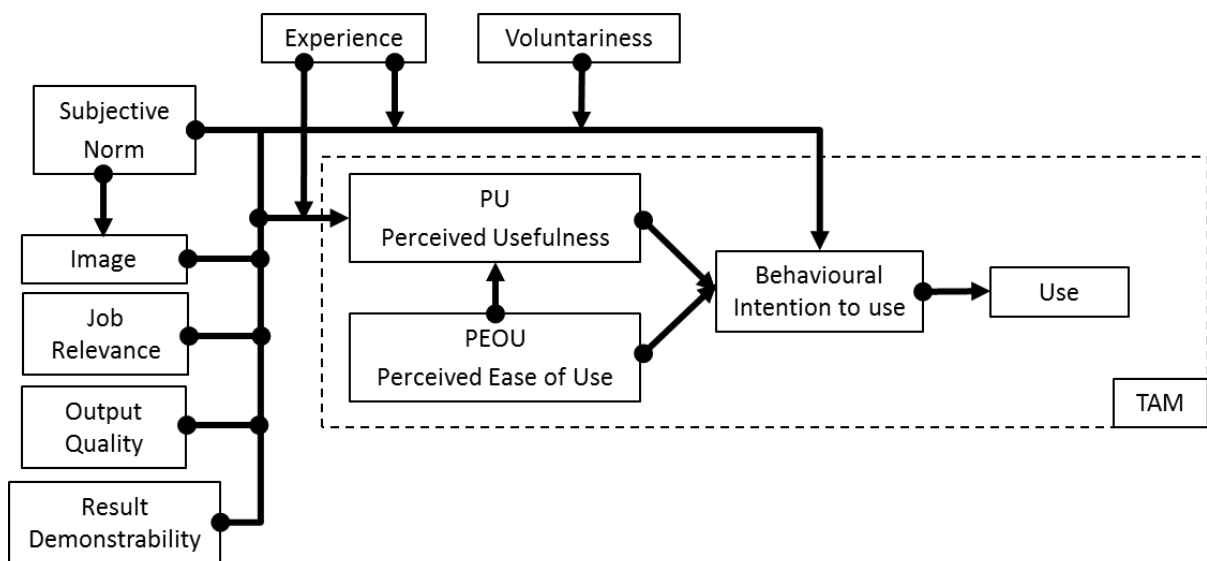 Experience
Voluntariness
Subjective
Norm
PU
Perceived Usefulness
Image
Behavioural
Intention to use
Use
Job
Relevance
PEOU
Perceived Ease of Use
TAM
Output
Quality
Result
Demonstrability